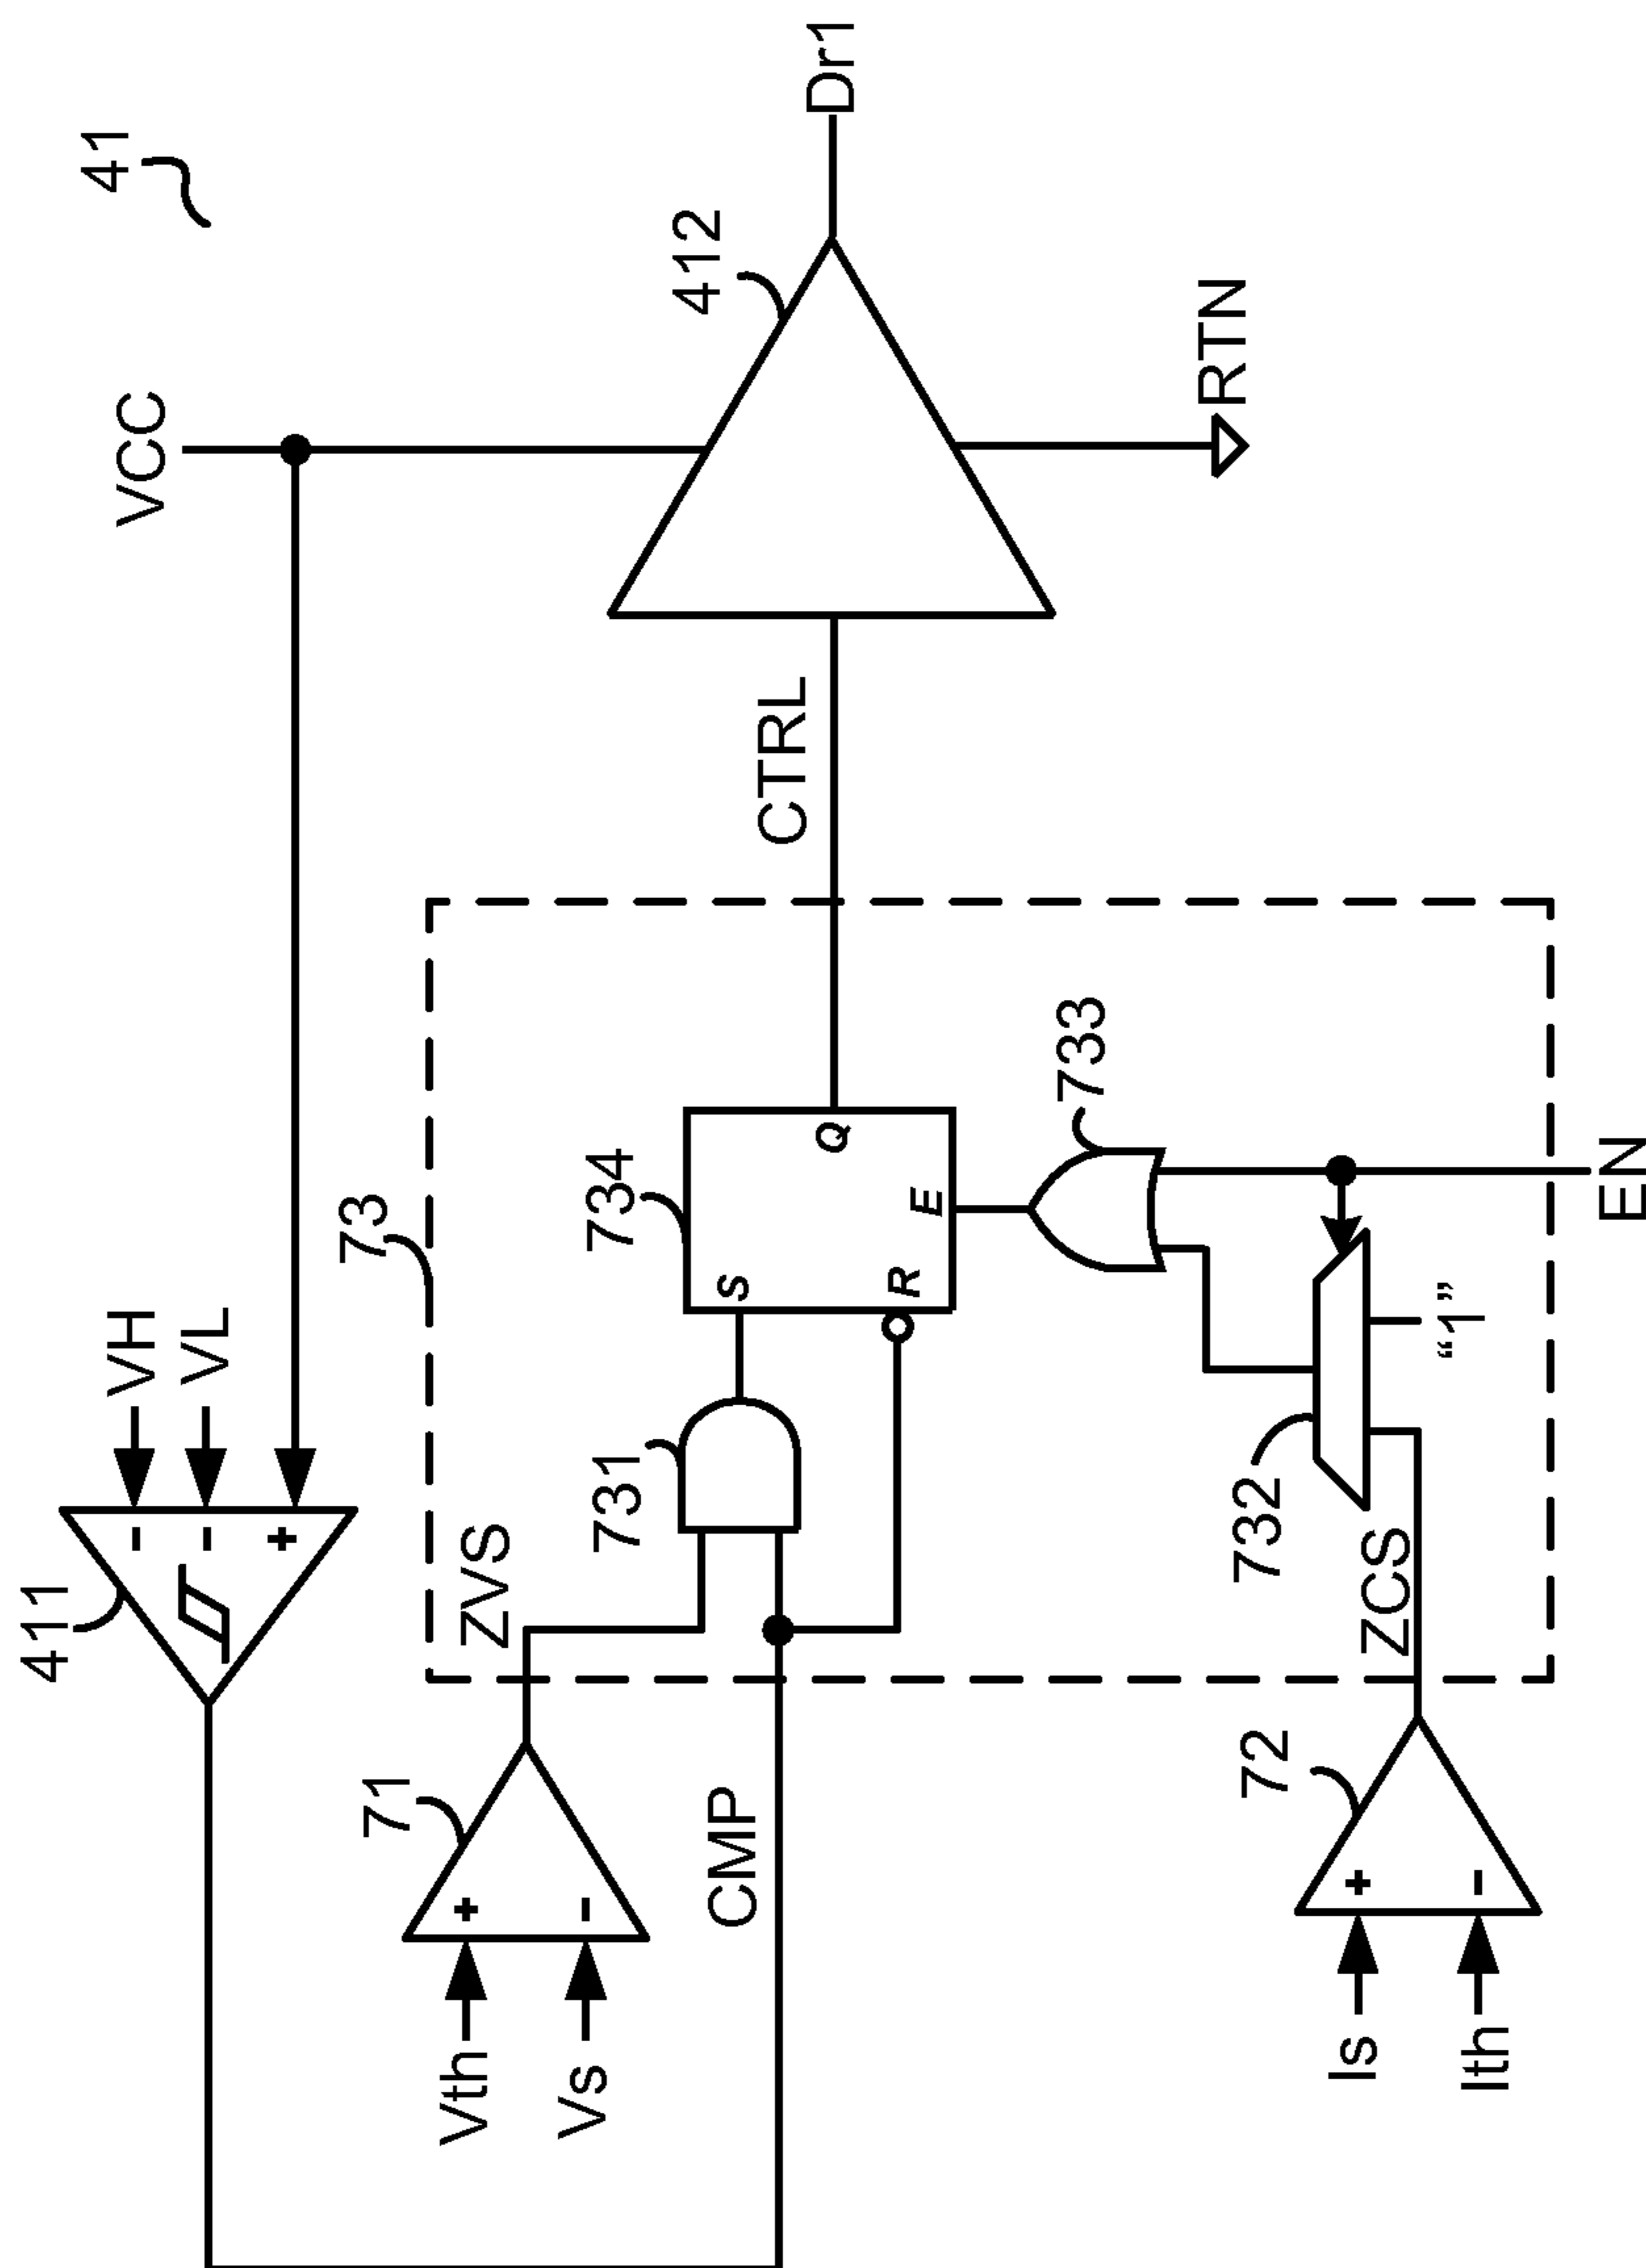 41
VCC
412
Dr1
RTN
CTRL
411
VH
VL
-
-
+
73
71
Vth
+
Vs
-
ZVS
CMP
731
734
S
R
Q
E
733
732
"1"
ZCS
72
Is
+
Ith
-
EN